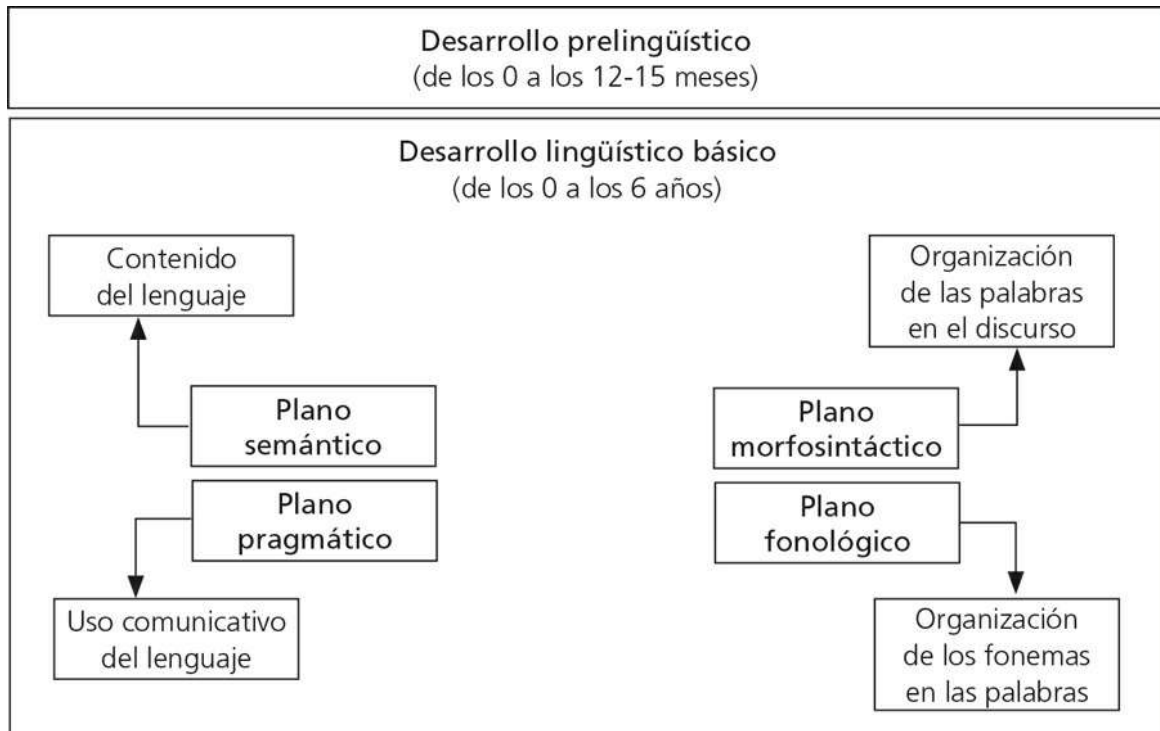 Desarrollo prelingüístico
(de los 0 a los 12-15 meses)
Desarrollo lingüístico básico
(de los 0 a los 6 años)
Contenido
del lenguaje
Organización
de las palabras
en el discurso
Plano
semántico
Plano
morfosintáctico
Plano
pragmático
Plano
fonológico
Uso comunicativo
del lenguaje
Organización
de los fonemas
en las palabras